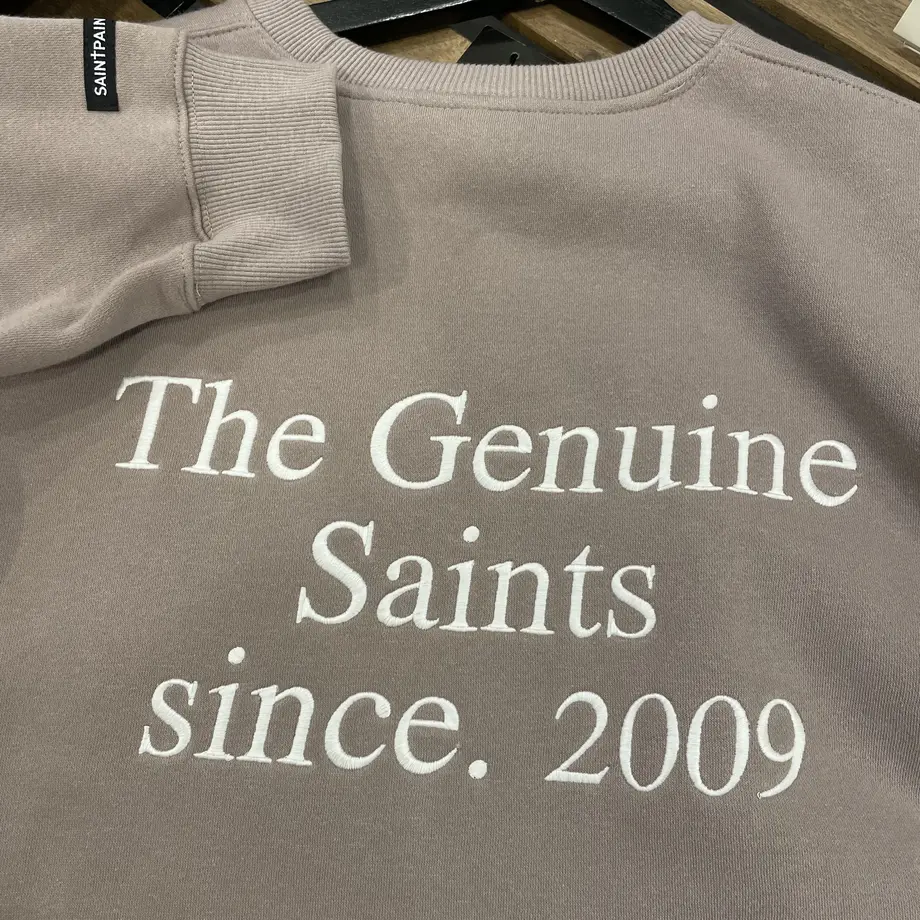 SAINTPAIN
The Genuine
Saints
since. 2009